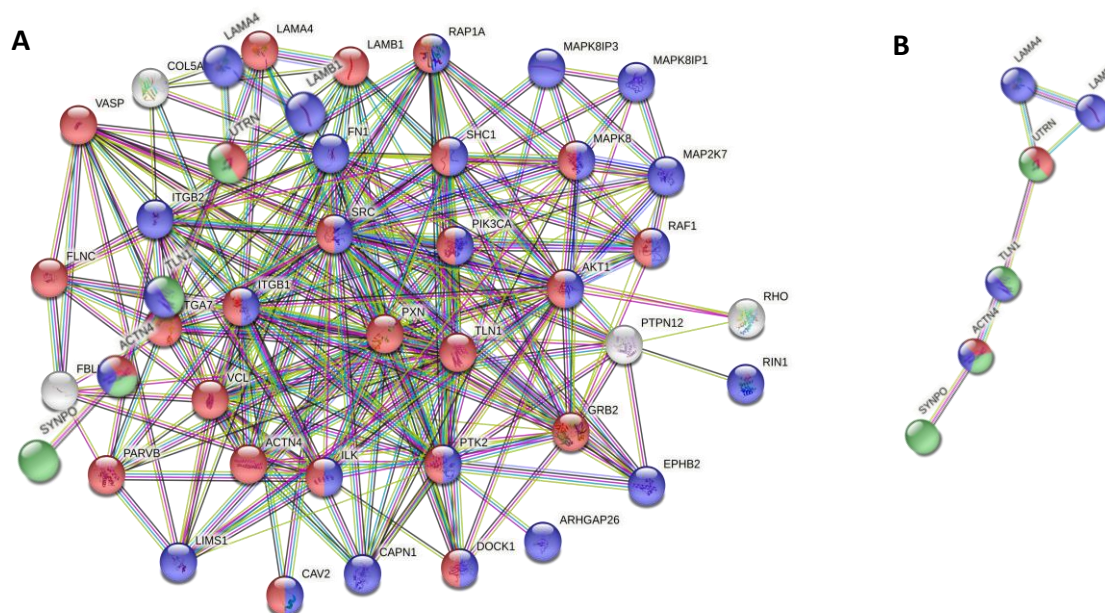 A
B
LAMA4
LAMA4
LAMB1
RAP1A
MAPK8IP3
MAPK8IP1
COL5A
LAMB1
VASP
UTRN
FN1
SHC1
MAPK8
MAP2K7
ITGB2
SRC
PIK3CA
RAF1
FLNC
TLN1
ITGB1
AKT1
RHO
TGA7
PXN
TLN1
PTPN12
ACTN4
FBL
VCL
RIN1
SYNPO
GRB2
PARVB
ACTN4
ILK
PTK2
EPHB2
ARHGAP26
LIMS1
CAV2
CAPN1
DOCK1
LAMA4
LAM
UTRN
TLN1
ACTN4
SYNPO